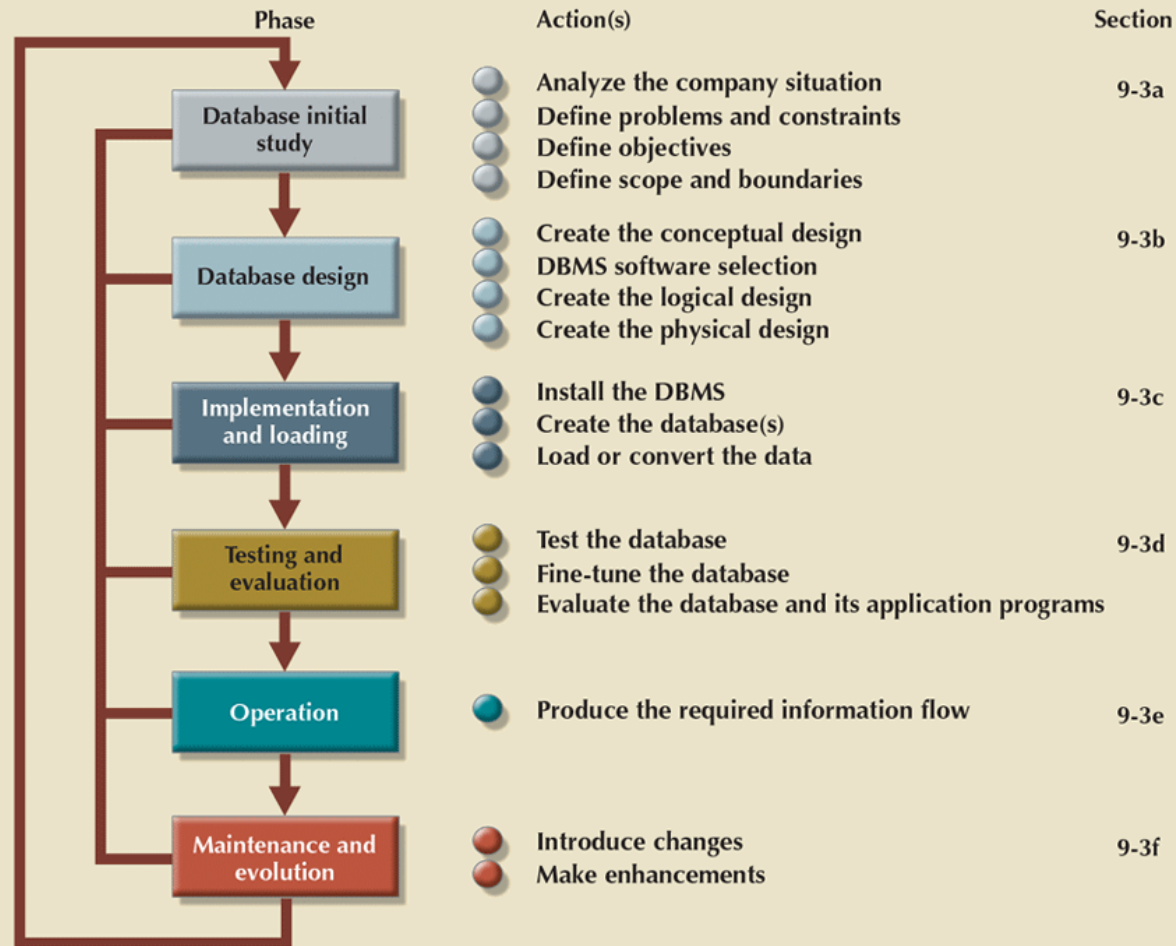 Phase Action(s) Section
Database initial
study
Analyze the company situation 9-3a
Define problems and constraints
Define objectives
Define scope and boundaries
Database design
Create the conceptual design 9-3b
DBMS software selection
Create the logical design
Create the physical design
Implementation
and loading
Install the DBMS 9-3c
Create the database(s)
Load or convert the data
Testing and
evaluation
Test the database 9-3d
Fine-tune the database
Evaluate the database and its application programs
Operation
Produce the required information flow 9-3e
Maintenance and
evolution
Introduce changes 9-3f
Make enhancements